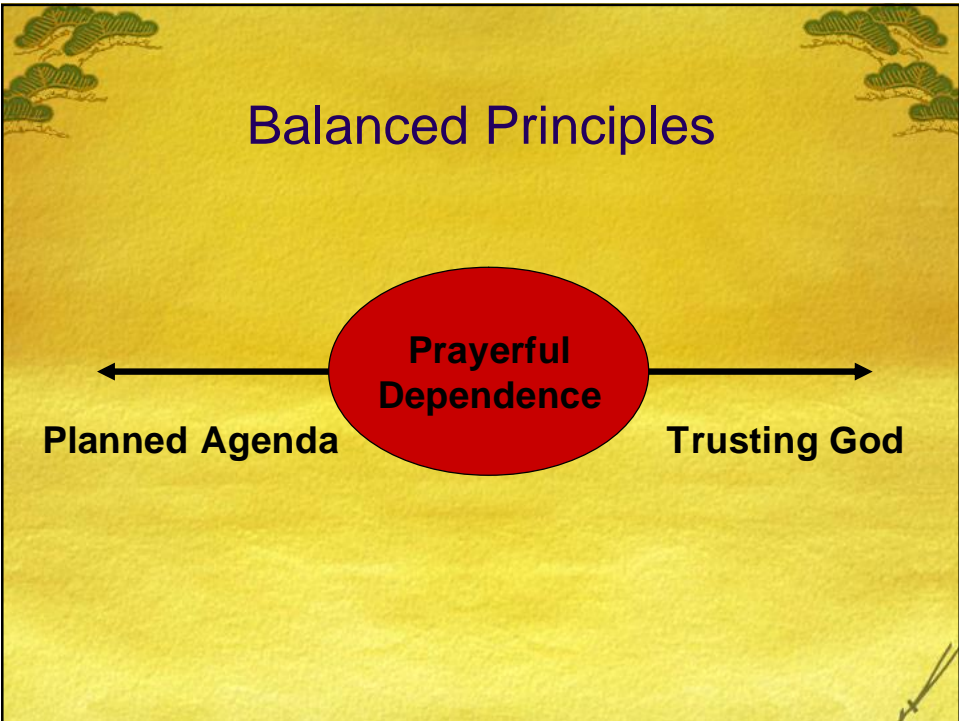 Balanced Principles
Prayerful
Dependence
Planned Agenda
Trusting God